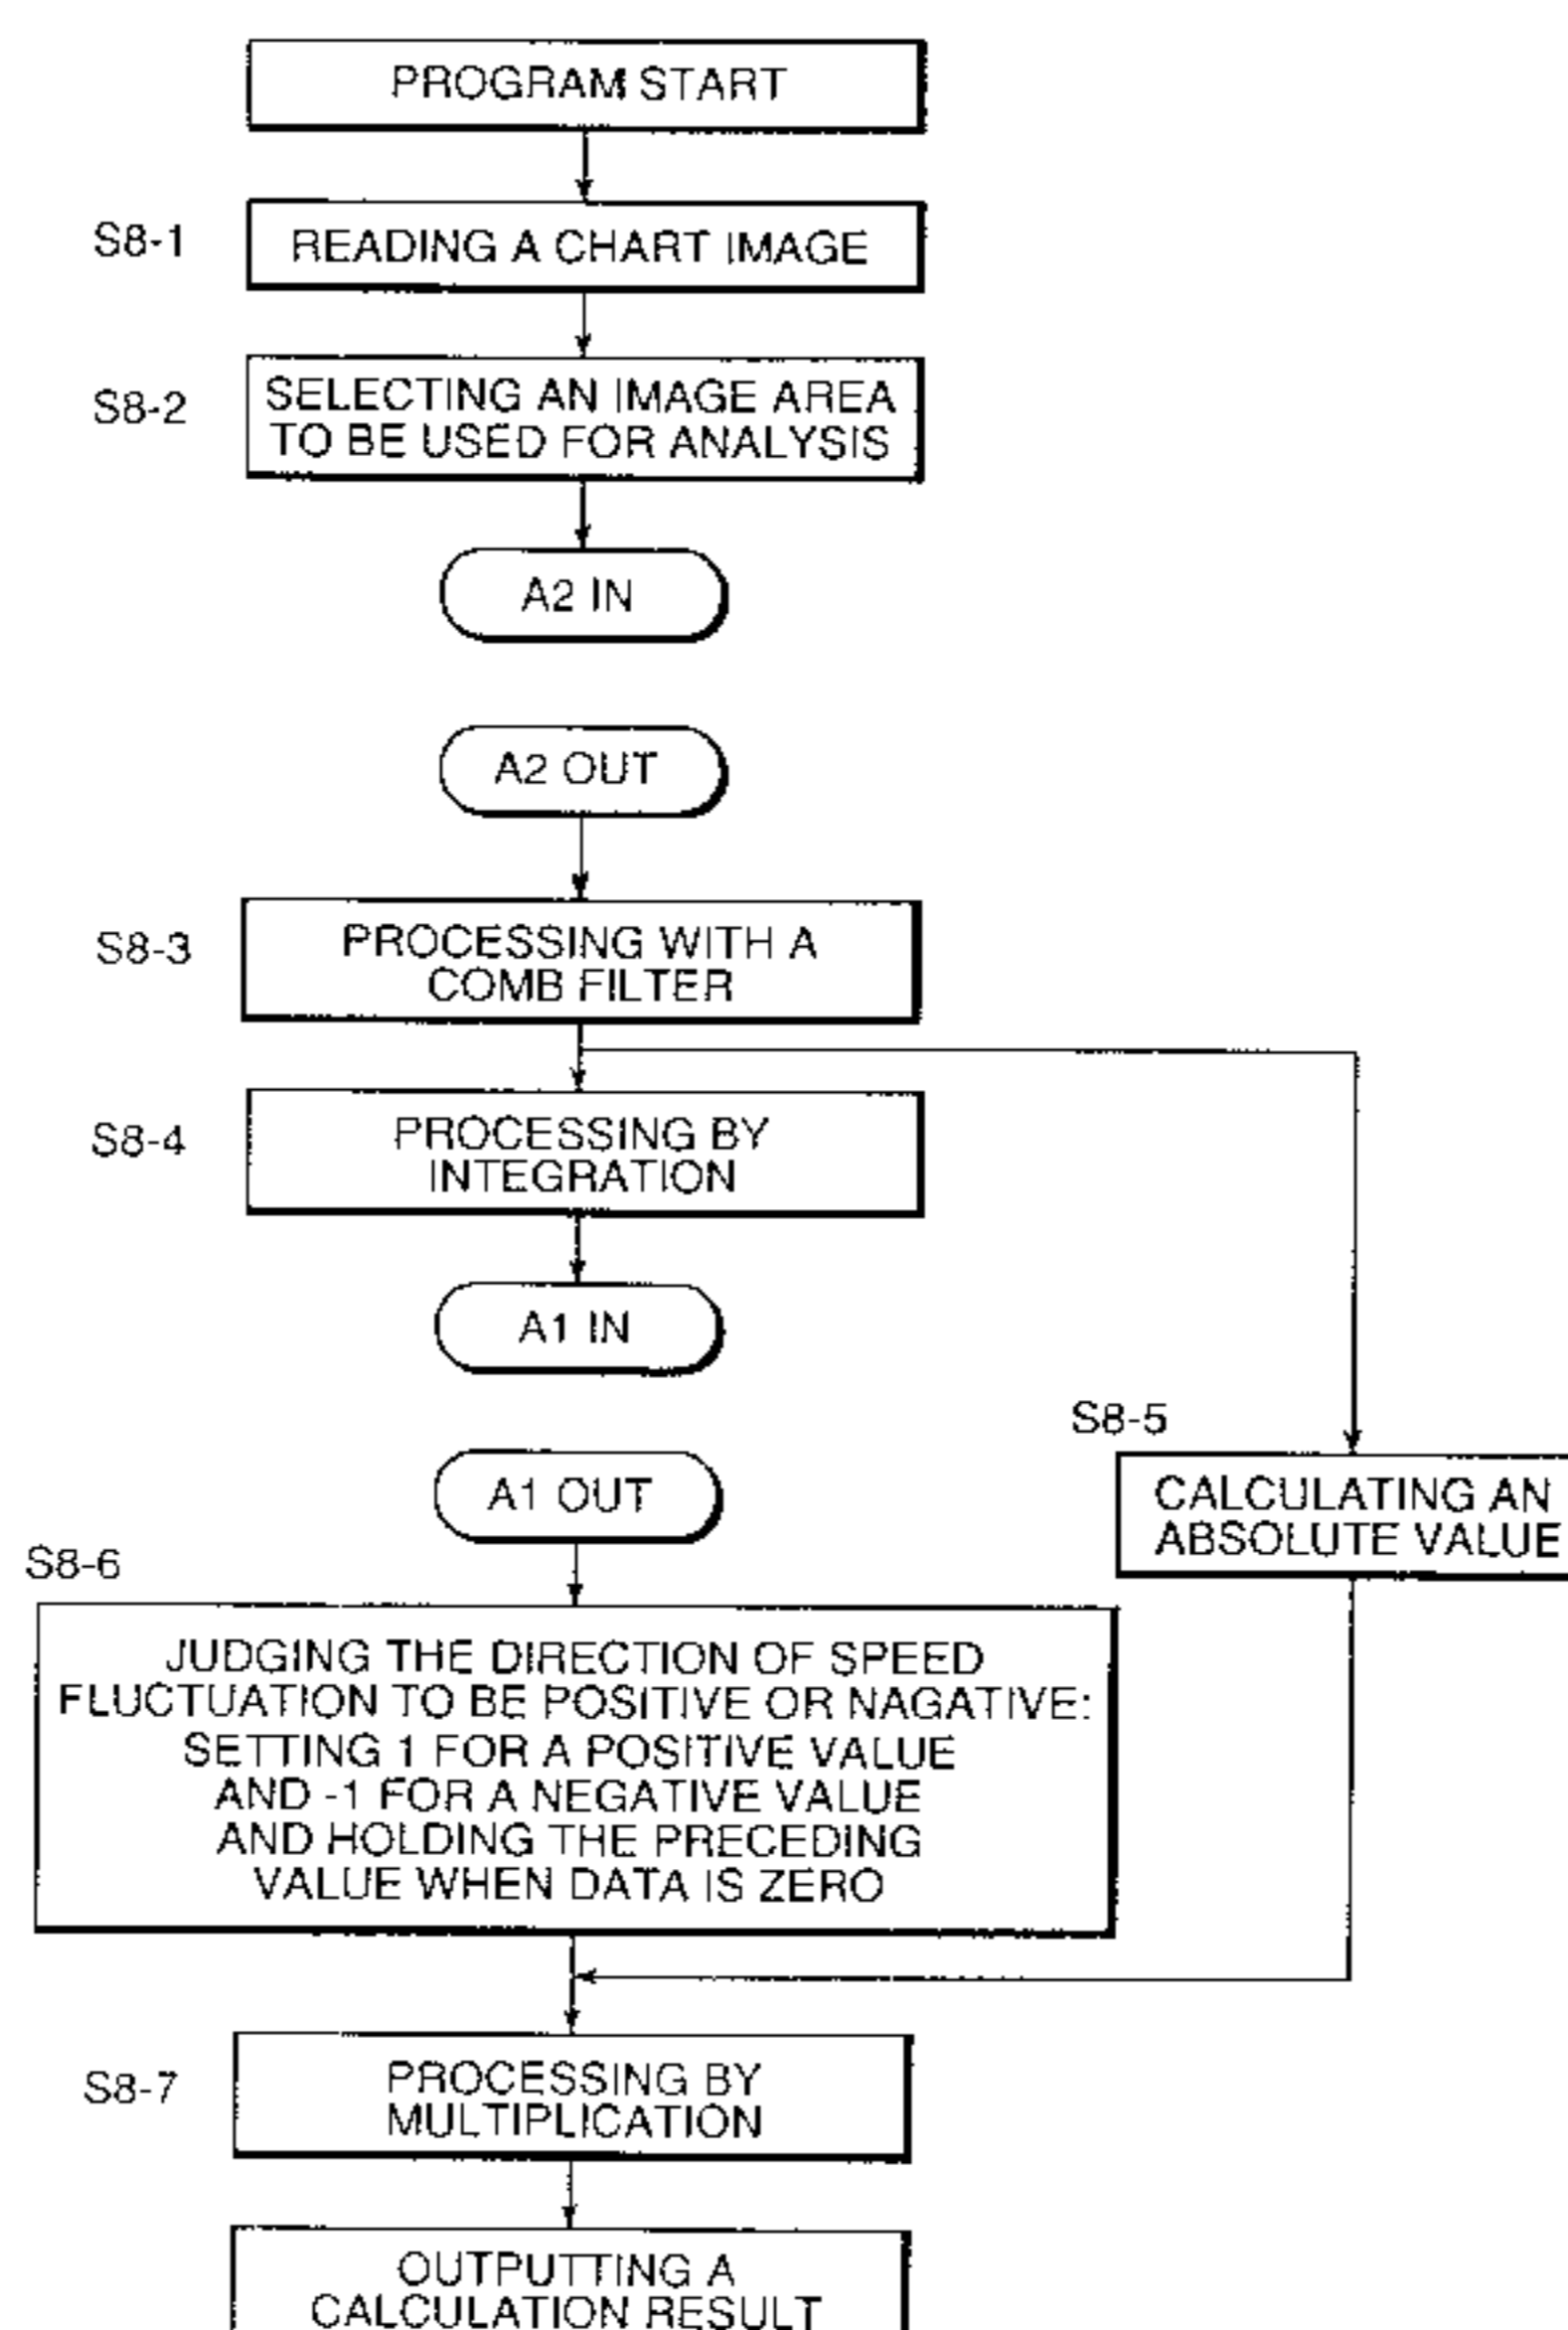 PROGRAM START
S8-1
READING A CHART IMAGE
S8-2
SELECTING AN IMAGE AREA
TO BE USED FOR ANALYSIS
A2 IN
A2 OUT
S8-3
PROCESSING WITH A
COMB FILTER
S8-4
PROCESSING BY
INTEGRATION
A1 IN
S8-5
CALCULATING AN
ABSOLUTE VALUE
A1 OUT
S8-6
JUDGING THE DIRECTION OF SPEED
FLUCTUATION TO BE POSITIVE OR NAGATIVE:
SETTING 1 FOR A POSITIVE VALUE
AND -1 FOR A NEGATIVE VALUE
AND HOLDING THE PRECEDING
VALUE WHEN DATA IS ZERO
S8-7
PROCESSING BY
MULTIPLICATION
OUTPUTTING A
CALCULATION RESULT